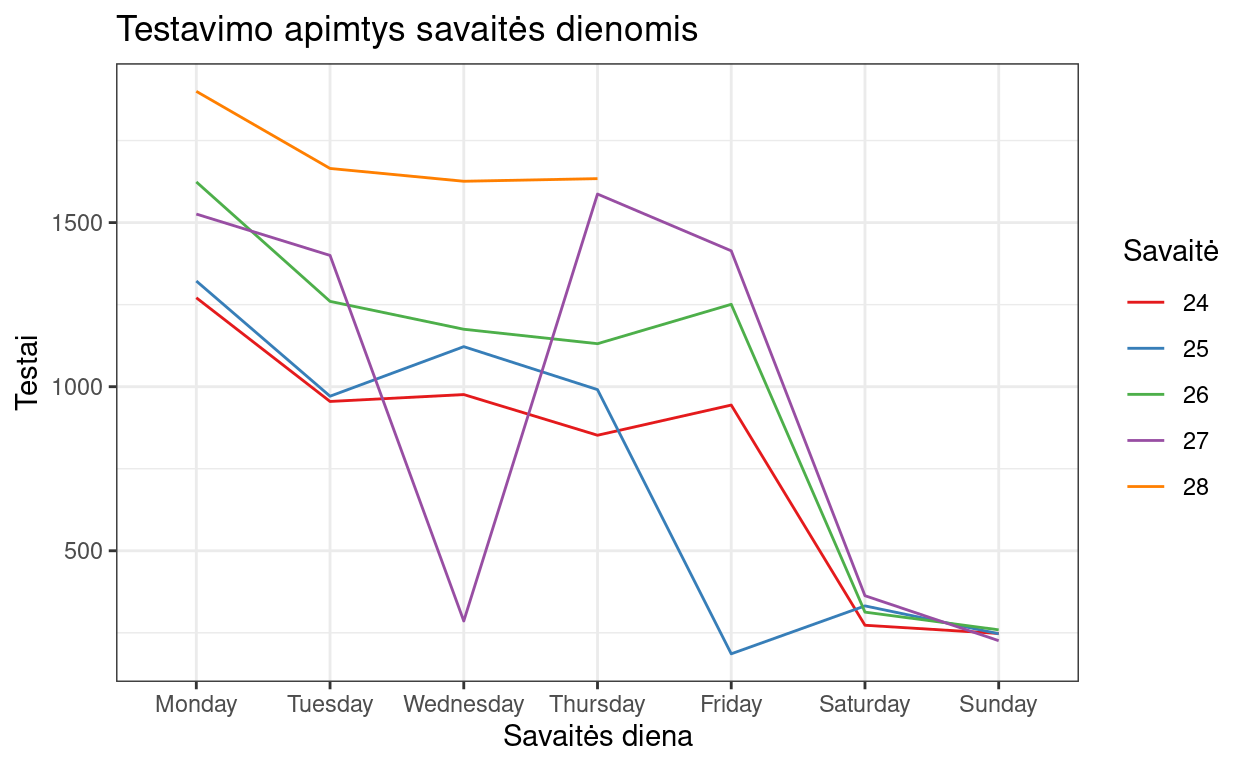 Testavimo apimtys savaitės dienomis
Testai
1500
1000
500
Monday Tuesday Wednesday Thursday Friday Saturday Sunday
Savaitės diena
Savaitė
24
25
26
27
28